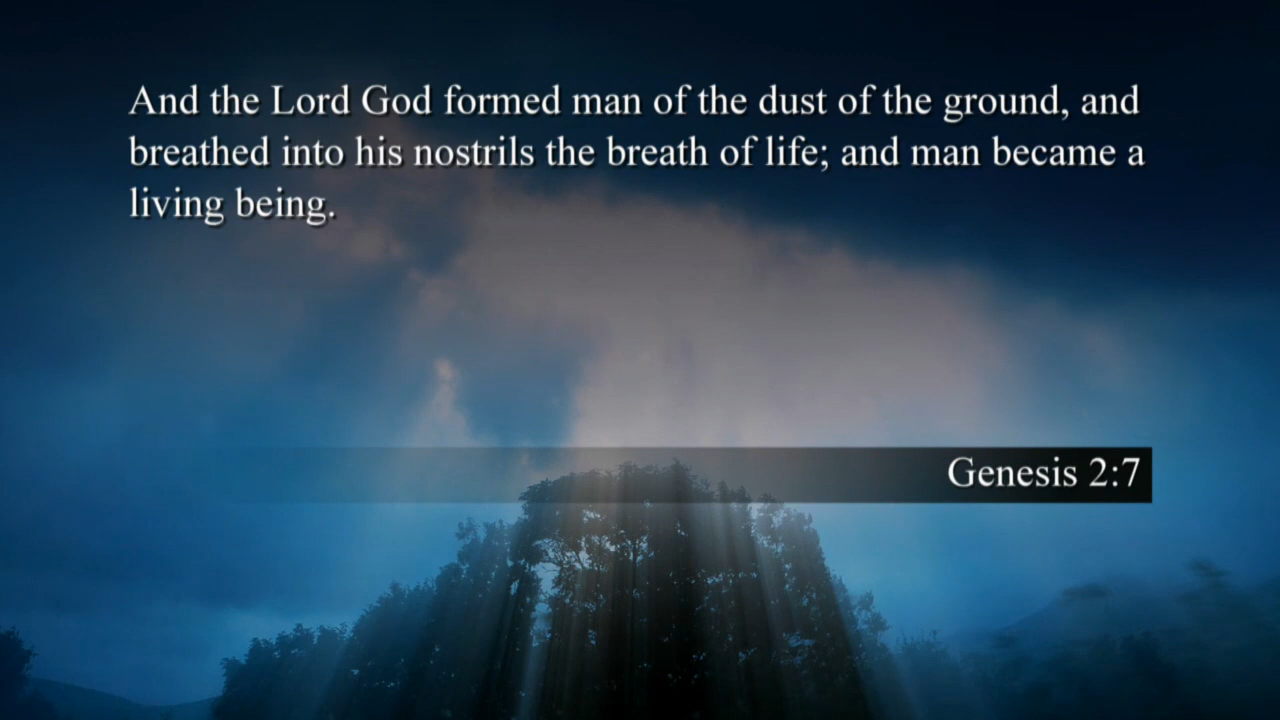 And the Lord God formed man of the dust of the ground, and
breathed into his nostrils the breath of life; and man became a
living being.
Genesis 2:7